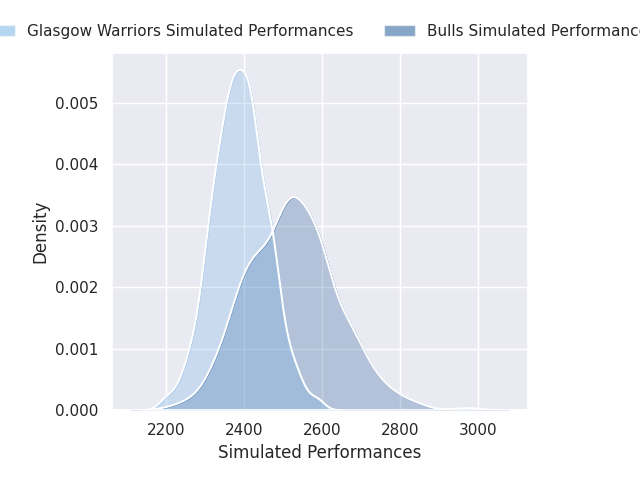 Glasgow Warriors Simulated Performances
Bulls Simulated
Density
0.005
0.004
0.003
0.002
0.001
0.000
2200 2400 2600 2800 3000
Simulated Performances